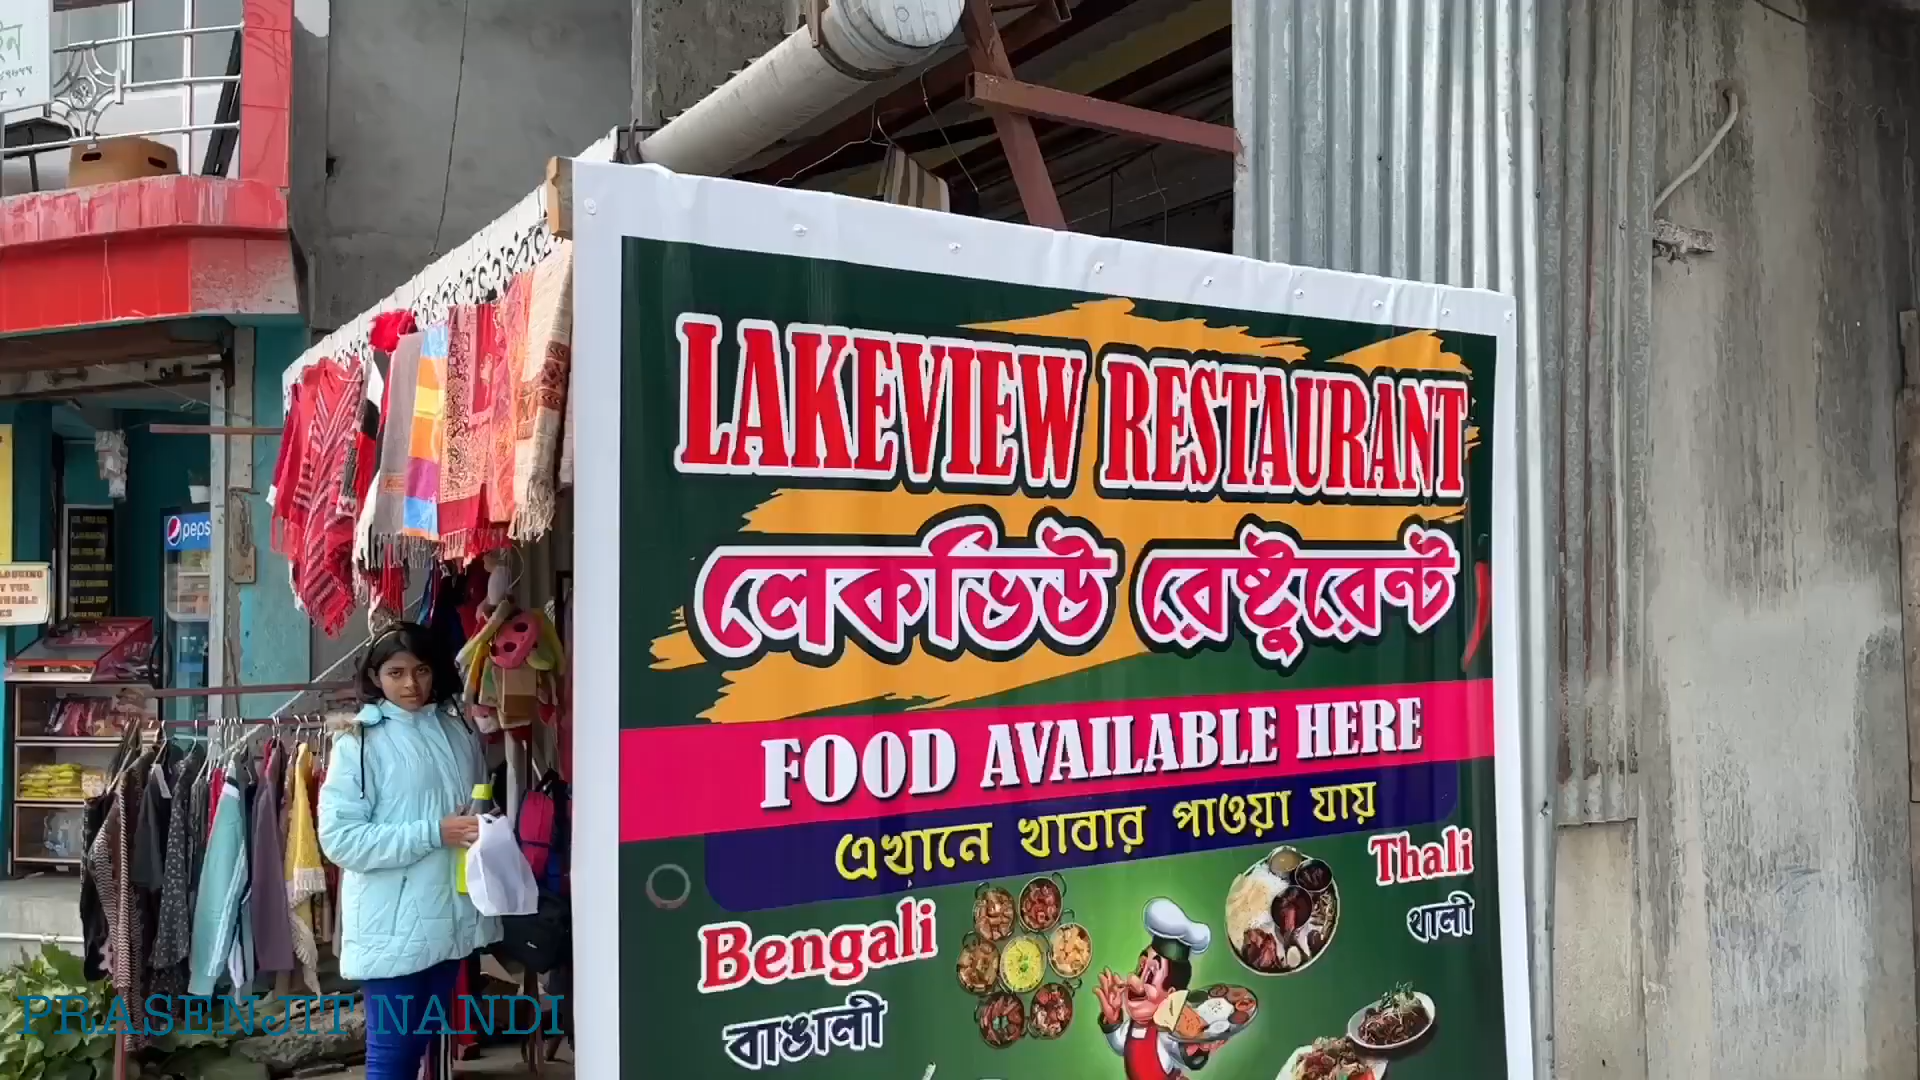 LAKEVIEW RESTAURANT
লেকভিউ রেষ্টুরেন্ট
FOOD AVAILABLE HERE
এখানে খাবার পাওয়া যায়
Thali
থালী
Bengali
বাঙালী
pepsi
PRASENJIT NANDI